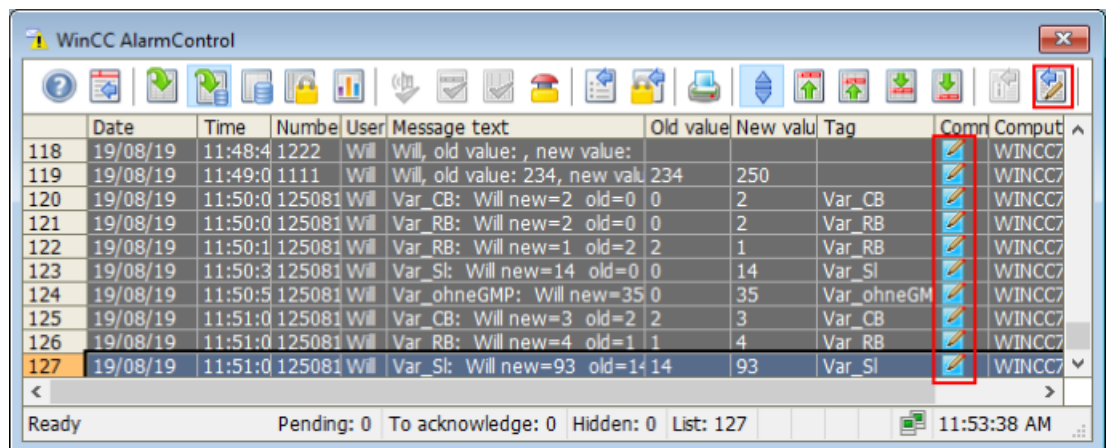 WinCC AlarmControl
Date Time Numbe User Message text Old value New valu Tag Comn Comput
118 19/08/19 11:48:4 1222 Will Will, old value: , new value: WINCC7
119 19/08/19 11:49:0 1111 Will Will, old value: 234, new valu 234 250 WINCC7
120 19/08/19 11:50:0 125081 Will Var_CB: Will new=2 old=0 0 2 Var_CB WINCC7
121 19/08/19 11:50:0 125081 Will Var_RB: Will new=2 old=0 0 2 Var_RB WINCC7
122 19/08/19 11:50:1 125081 Will Var_RB: Will new=1 old=2 2 1 Var_RB WINCC7
123 19/08/19 11:50:3 125081 Will Var_Sl: Will new=14 old=0 0 14 Var_Sl WINCC7
124 19/08/19 11:50:5 125081 Will Var_ohneGMP: Will new=35 0 35 Var_ohneGM WINCC7
125 19/08/19 11:51:0 125081 Will Var_CB: Will new=3 old=2 2 3 Var_CB WINCC7
126 19/08/19 11:51:0 125081 Will Var_RB: Will new=4 old=1 1 4 Var_RB WINCC7
127 19/08/19 11:51:0 125081 Will Var_Sl: Will new=93 old=14 14 93 Var_Sl WINCC7
Ready Pending: 0 To acknowledge: 0 Hidden: 0 List: 127 11:53:38 AM